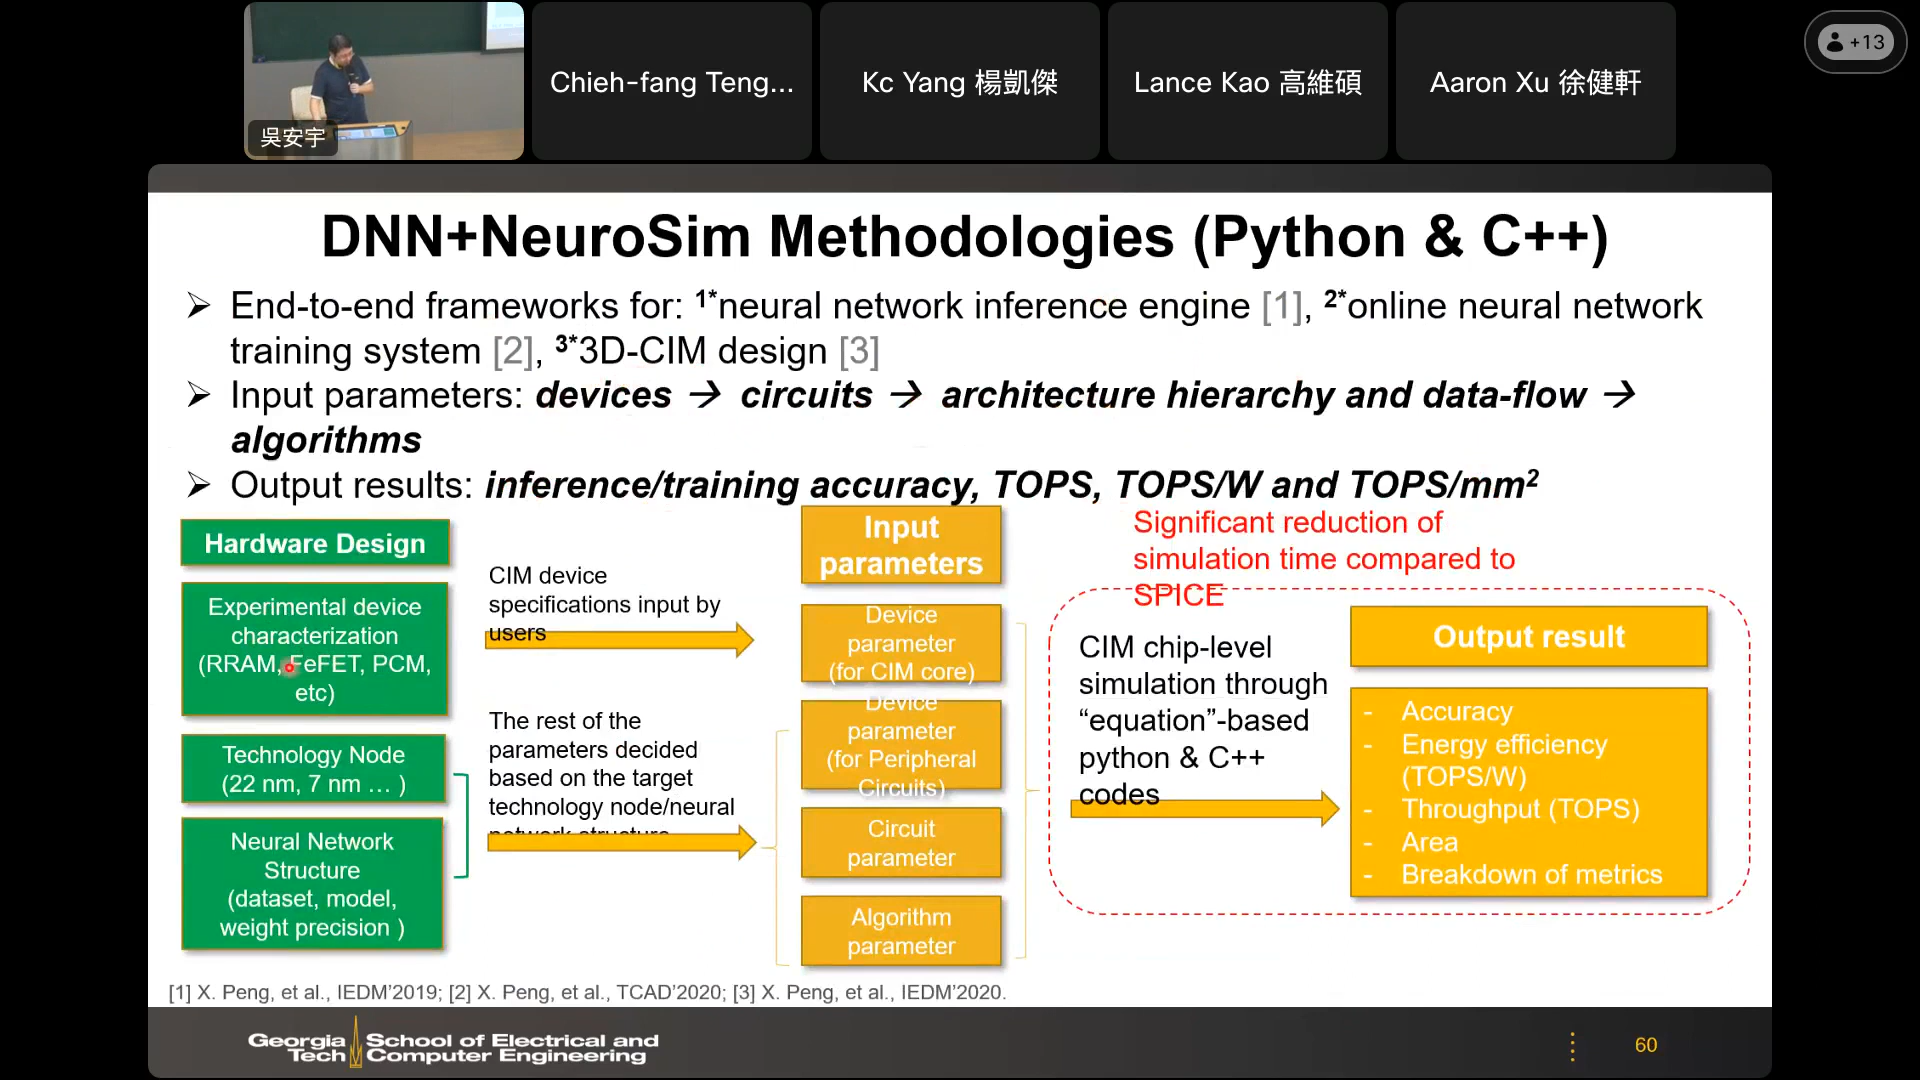 吳安宇
Chieh-fang Teng...
Kc Yang 楊凱傑
Lance Kao 高維碩
Aaron Xu 徐健軒
+13
DNN+NeuroSim Methodologies (Python & C++)
➢ End-to-end frameworks for: 1*neural network inference engine [1], 2*online neural network
training system [2], 3*3D-CIM design [3]
➢ Input parameters: devices → circuits → architecture hierarchy and data-flow →
algorithms
➢ Output results: inference/training accuracy, TOPS, TOPS/W and TOPS/mm²
Hardware Design
Experimental device
characterization
(RRAM, FeFET, PCM,
etc)
Technology Node
(22 nm, 7 nm … )
Neural Network
Structure
(dataset, model,
weight precision )
CIM device
specifications input by
users
The rest of the
parameters decided
based on the target
technology node/neural
network structure
Input
parameters
Device
parameter
(for CIM core)
Device
parameter
(for Peripheral
Circuits)
Circuit
parameter
Algorithm
parameter
Significant reduction of
simulation time compared to
SPICE
CIM chip-level
simulation through
“equation”-based
python & C++
codes
Output result
- Accuracy
- Energy efficiency
(TOPS/W)
- Throughput (TOPS)
- Area
- Breakdown of metrics
[1] X. Peng, et al., IEDM’2019; [2] X. Peng, et al., TCAD’2020; [3] X. Peng, et al., IEDM’2020.
Georgia Tech School of Electrical and
Computer Engineering
60